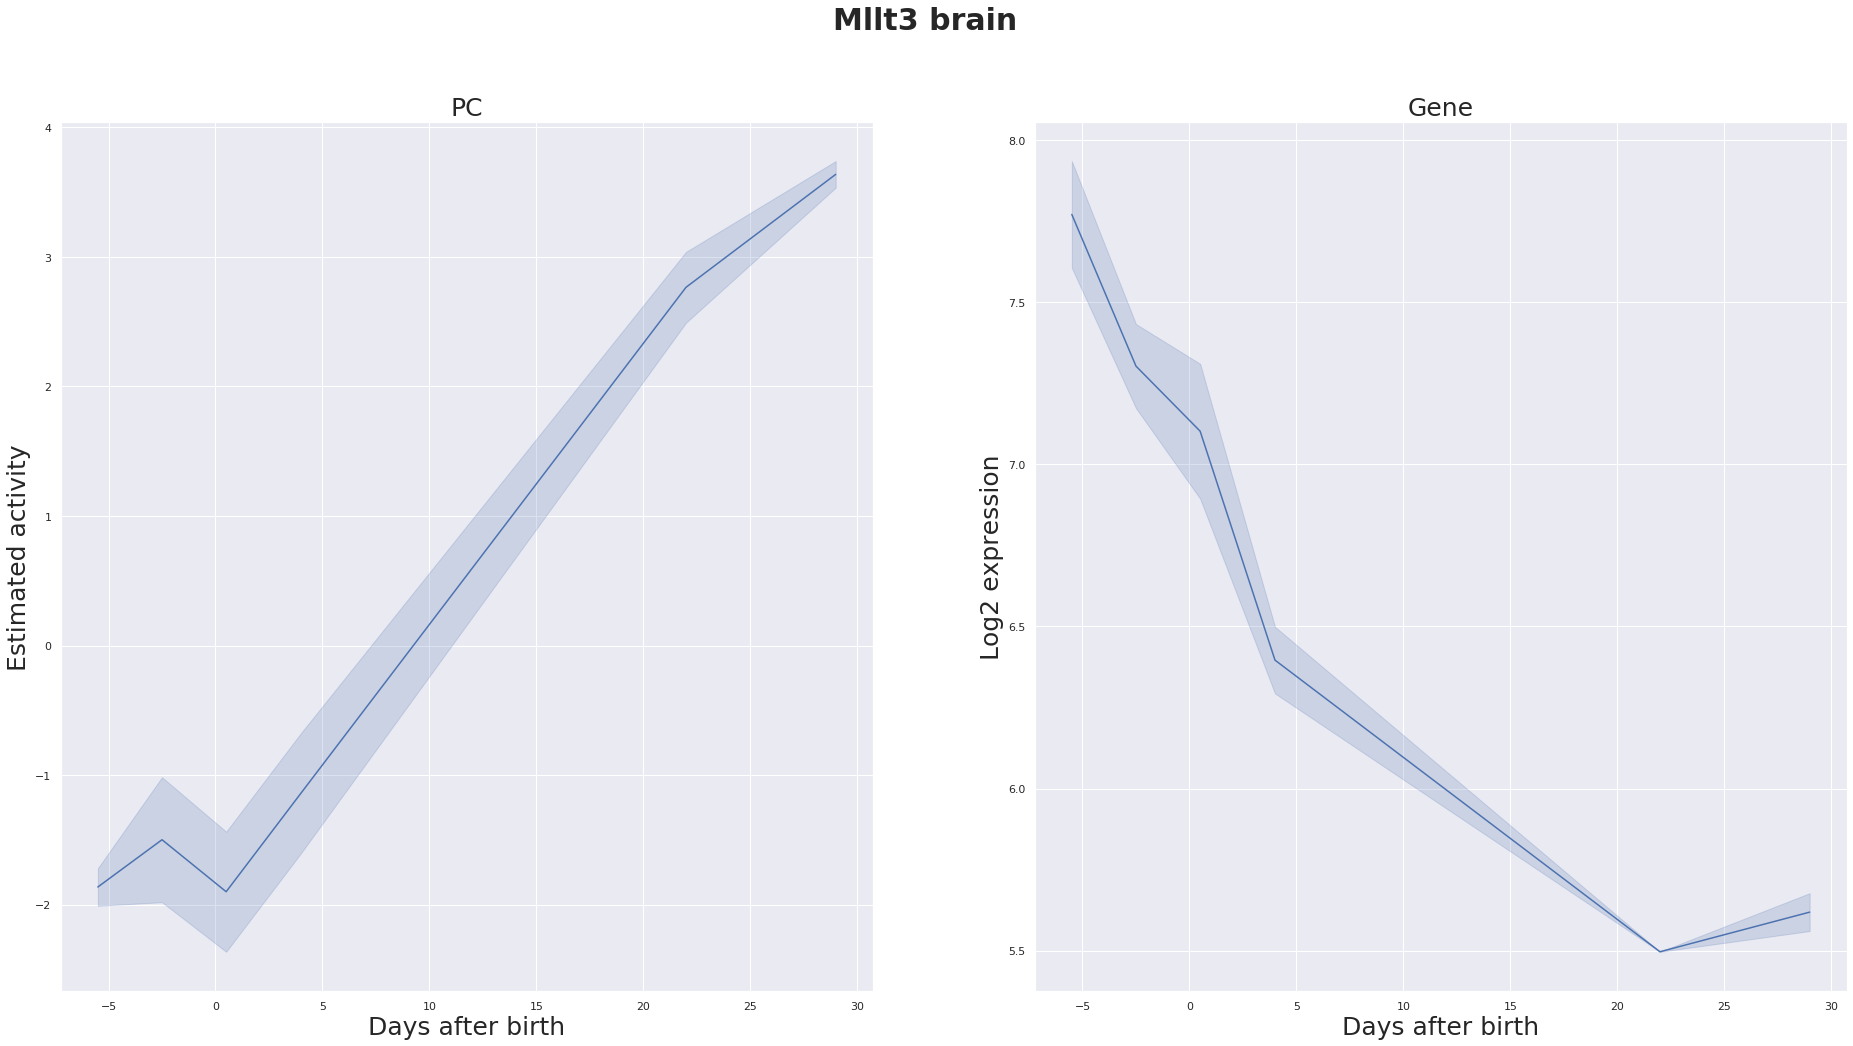 Mllt3 brain
PC
Estimated activity
4
3
2
1
0
−1
−2
−5 0 5 10 15 20 25 30
Days after birth
Gene
Log2 expression
8.0
7.5
7.0
6.5
6.0
5.5
−5 0 5 10 15 20 25 30
Days after birth